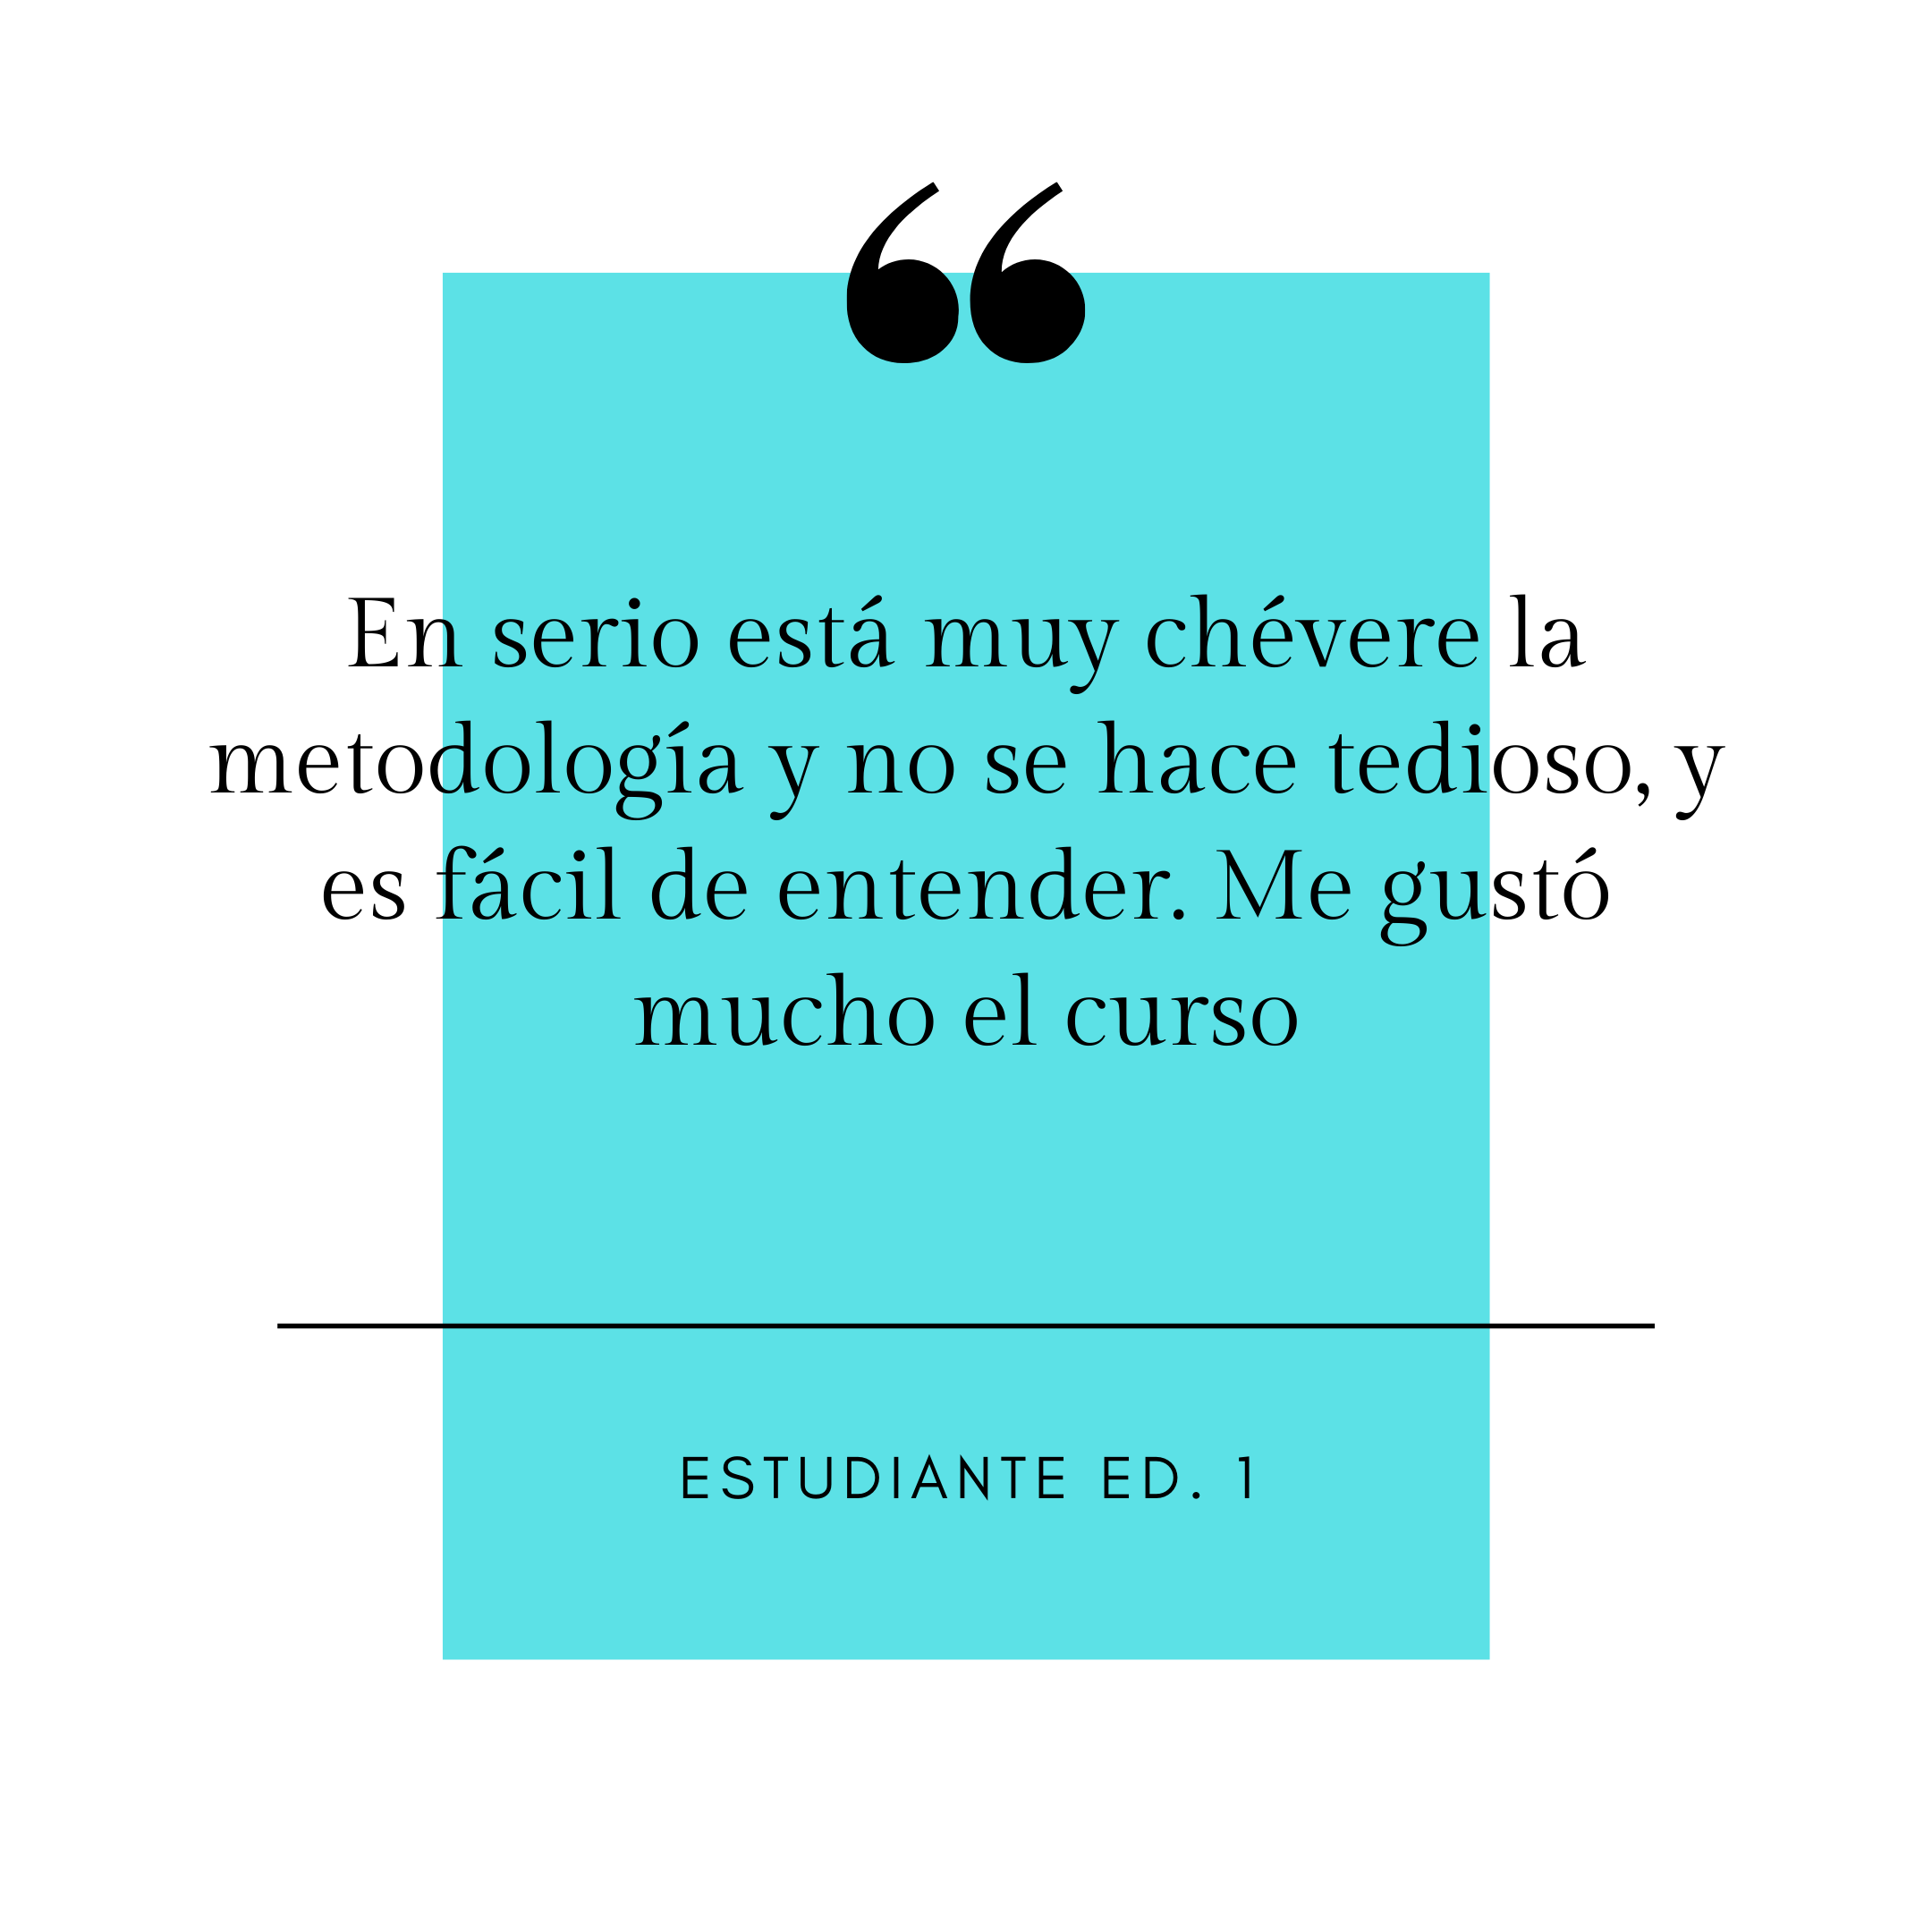 “
En serio está muy chévere la
metodología y no se hace tedioso, y
es fácil de entender. Me gustó
mucho el curso
ESTUDIANTE ED. 1